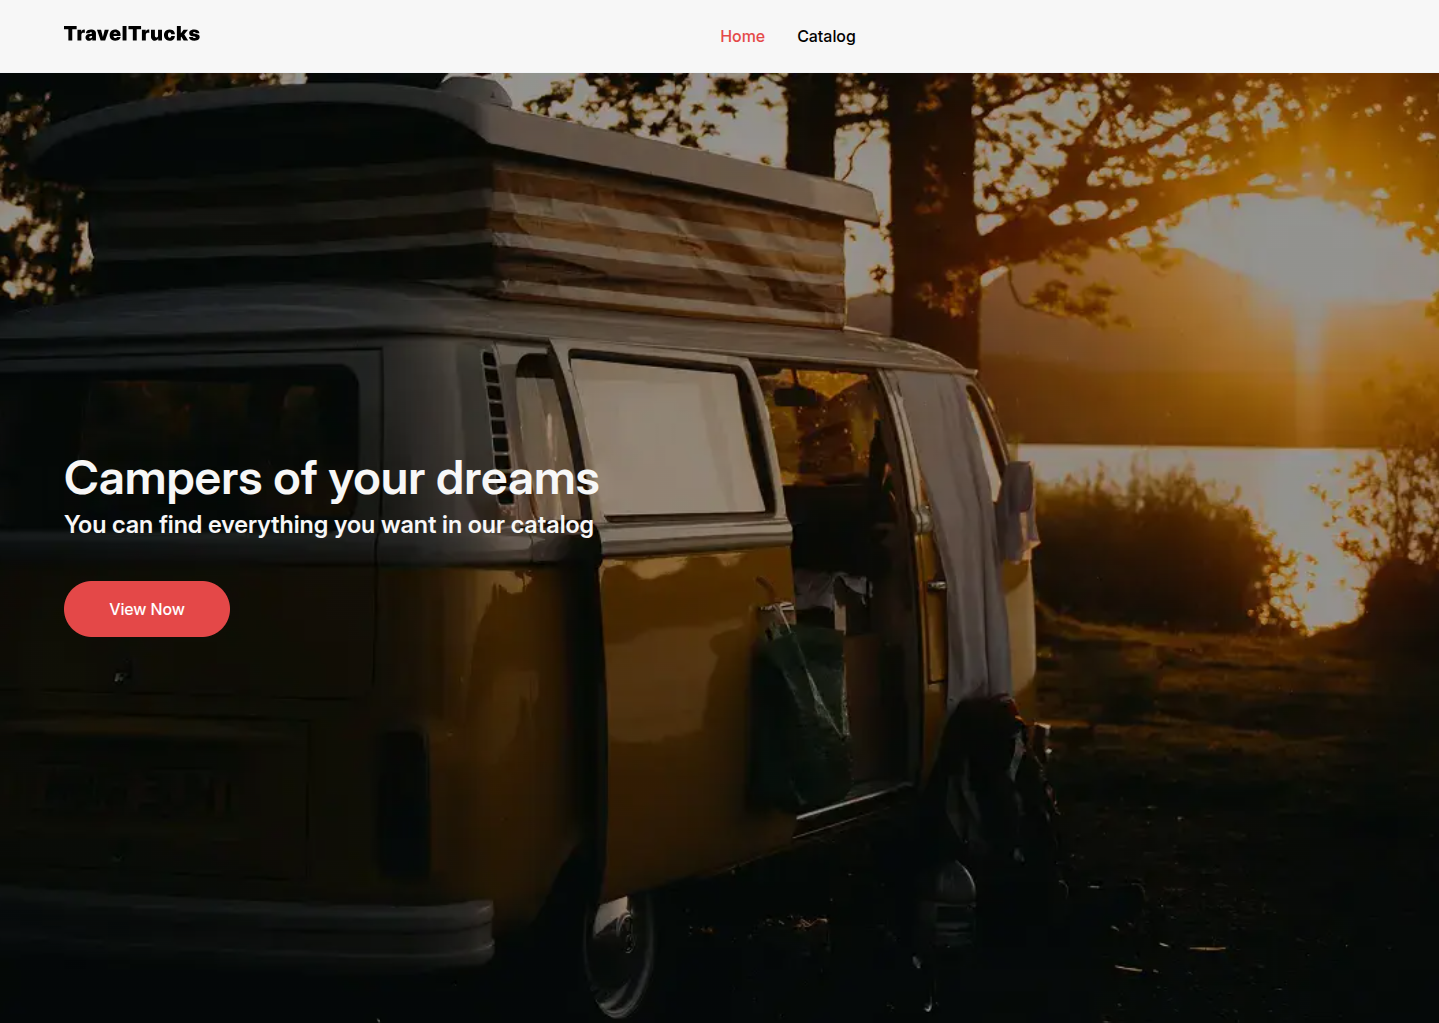 TravelTrucks
Home
Catalog
Campers of your dreams
You can find everything you want in our catalog
View Now